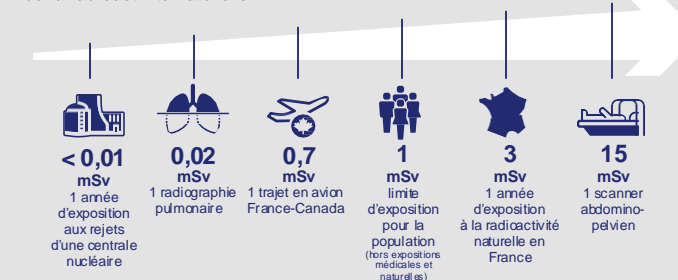 < 0,01
mSv
1 année
d'exposition
aux rejets
d'une centrale
nucléaire
0,02
mSv
1 radiographie
pulmonaire
0,7
mSv
1 trajet en avion
France-Canada
1
mSv
limite
d'exposition
pour la
population
(hors expositions
médicales et
naturelles)
3
mSv
1 année
d'exposition
à la radioactivité
naturelle en
France
15
mSv
1 scanner
abdomino-
pelvien